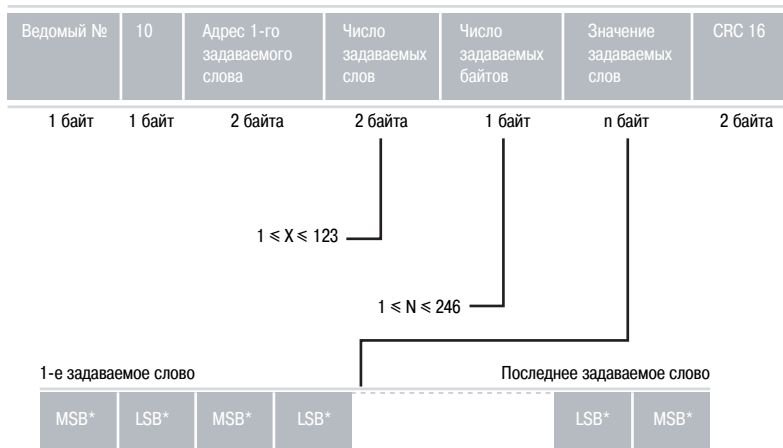 Ведомый №
10
Адрес 1-го
задаваемого
слова
Число
задаваемых
слов
Число
задаваемых
байтов
Значение
задаваемых
слов
CRC 16
1 байт 1 байт 2 байта 2 байта 1 байт n байт 2 байта
1 ⩽ X ⩽ 123
1 ⩽ N ⩽ 246
1-е задаваемое слово Последнее задаваемое слово
MSB* LSB* MSB* LSB* LSB* MSB*